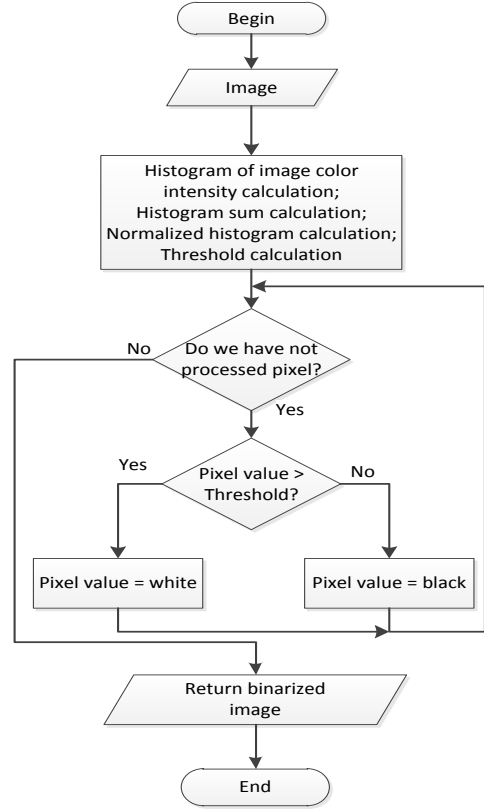 Begin
Image
Histogram of image color
intensity calculation;
Histogram sum calculation;
Normalized histogram calculation;
Threshold calculation
No
Do we have not
processed pixel?
Yes
Yes
Pixel value >
Threshold?
No
Pixel value = white
Pixel value = black
Return binarized
image
End